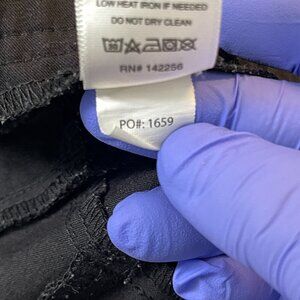 LOW HEAT IRON IF NEEDED
DO NOT DRY CLEAN
RN# 142256
PO#: 1659